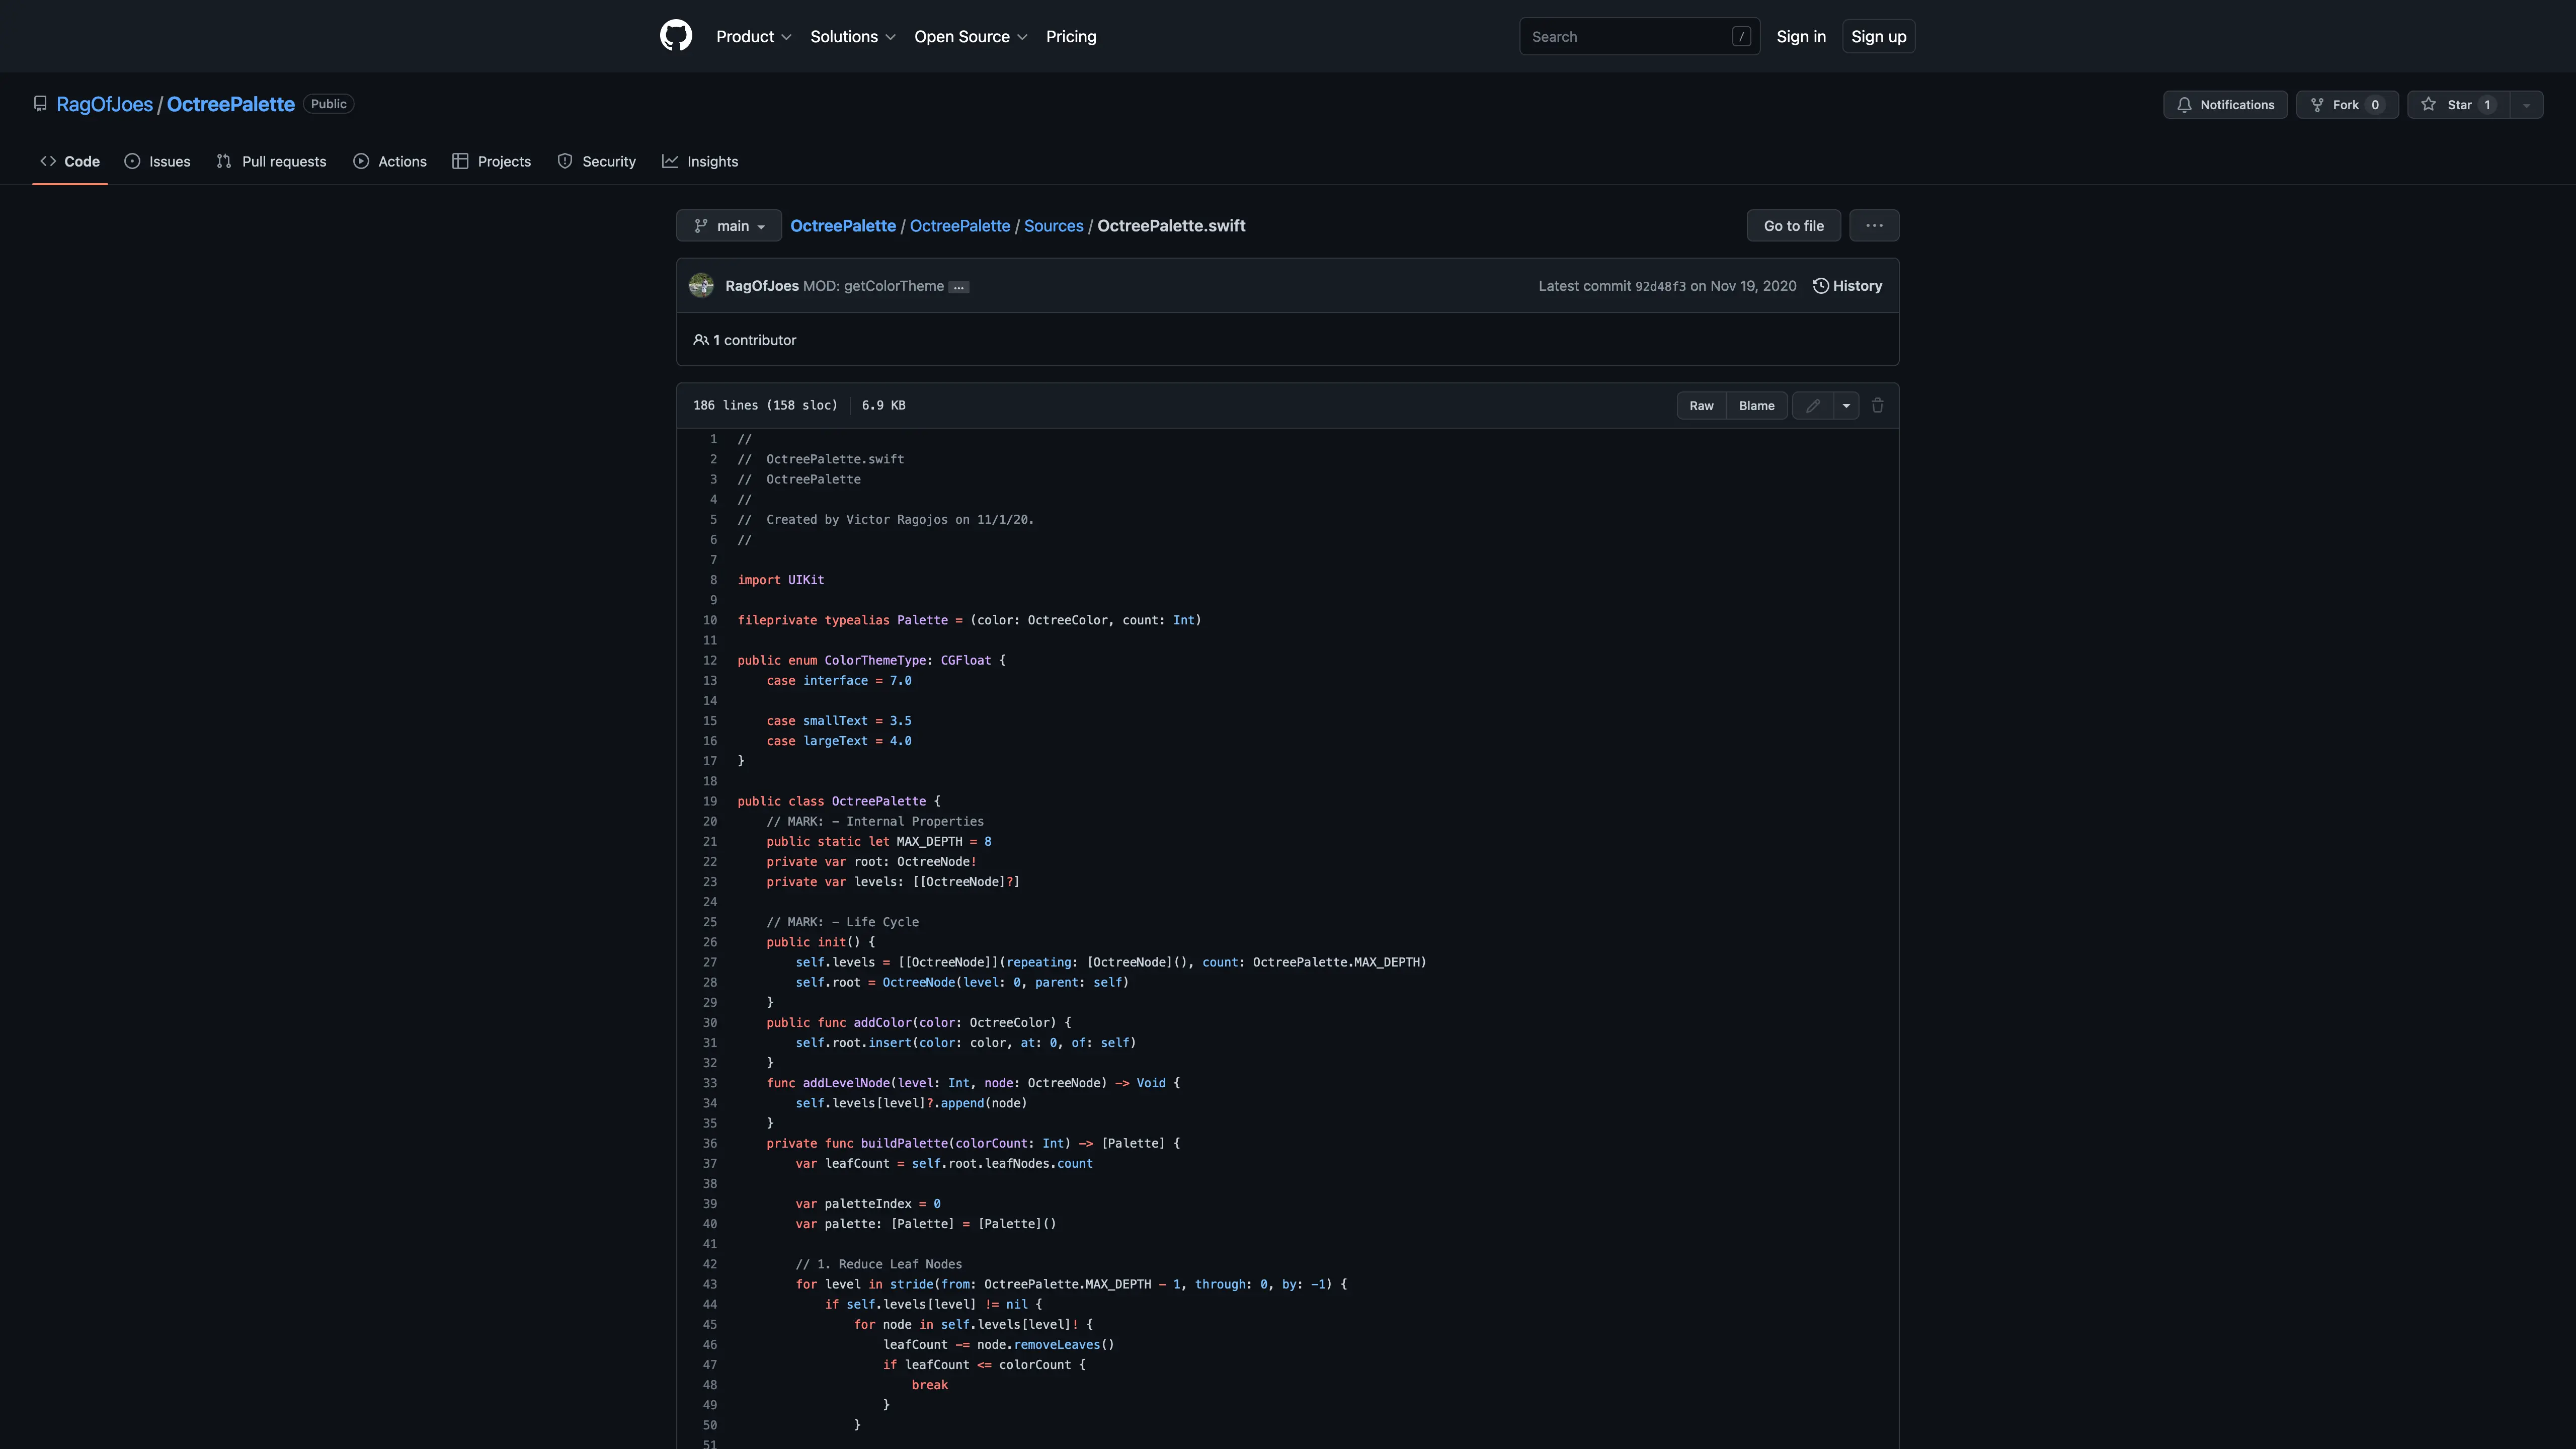 Product Solutions Open Source Pricing Search / Sign in Sign up
RagOfJoes / OctreePalette Public Notifications Fork 0 Star 1
Code Issues Pull requests Actions Projects Security Insights
main OctreePalette / OctreePalette / Sources / OctreePalette.swift Go to file ...
RagOfJoes MOD: getColorTheme ... Latest commit 92d48f3 on Nov 19, 2020 History
1 contributor
186 lines (158 sloc) 6.9 KB Raw Blame
1 //
2 //  OctreePalette.swift
3 //  OctreePalette
4 //
5 //  Created by Victor Ragojos on 11/1/20.
6 //
7
8 import UIKit
9
10 fileprivate typealias Palette = (color: OctreeColor, count: Int)
11
12 public enum ColorThemeType: CGFloat {
13     case interface = 7.0
14
15     case smallText = 3.5
16     case largeText = 4.0
17 }
18
19 public class OctreePalette {
20     // MARK: - Internal Properties
21     public static let MAX_DEPTH = 8
22     private var root: OctreeNode!
23     private var levels: [[OctreeNode]?]
24
25     // MARK: - Life Cycle
26     public init() {
27         self.levels = [[OctreeNode]](repeating: [OctreeNode](), count: OctreePalette.MAX_DEPTH)
28         self.root = OctreeNode(level: 0, parent: self)
29     }
30     public func addColor(color: OctreeColor) {
31         self.root.insert(color: color, at: 0, of: self)
32     }
33     func addLevelNode(level: Int, node: OctreeNode) -> Void {
34         self.levels[level]?.append(node)
35     }
36     private func buildPalette(colorCount: Int) -> [Palette] {
37         var leafCount = self.root.leafNodes.count
38
39         var paletteIndex = 0
40         var palette: [Palette] = [Palette]()
41
42         // 1. Reduce Leaf Nodes
43         for level in stride(from: OctreePalette.MAX_DEPTH - 1, through: 0, by: -1) {
44             if self.levels[level] != nil {
45                 for node in self.levels[level]! {
46                     leafCount -= node.removeLeaves()
47                     if leafCount <= colorCount {
48                         break
49                     }
50                 }
51